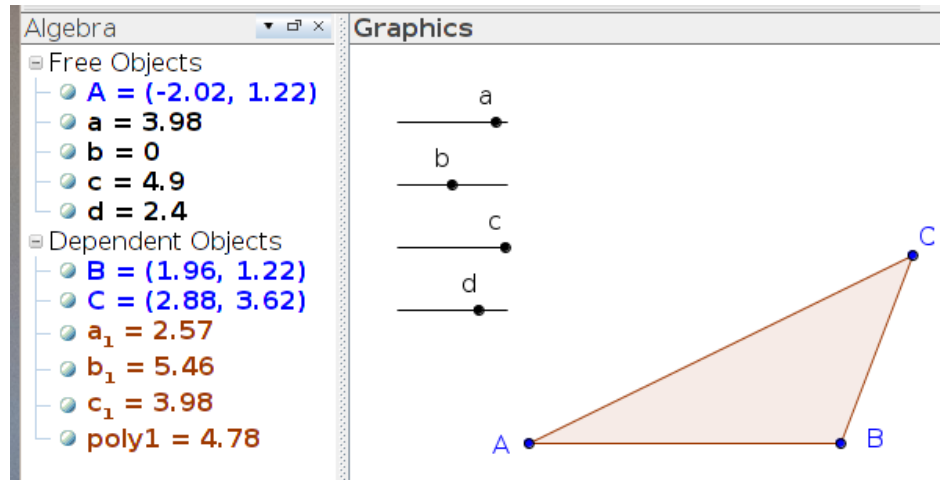 Algebra
Graphics
Free Objects
A = (-2.02, 1.22)
a = 3.98
b = 0
c = 4.9
d = 2.4
Dependent Objects
B = (1.96, 1.22)
C = (2.88, 3.62)
a₁ = 2.57
b₁ = 5.46
c₁ = 3.98
poly1 = 4.78
a
b
c
d
C
A
B